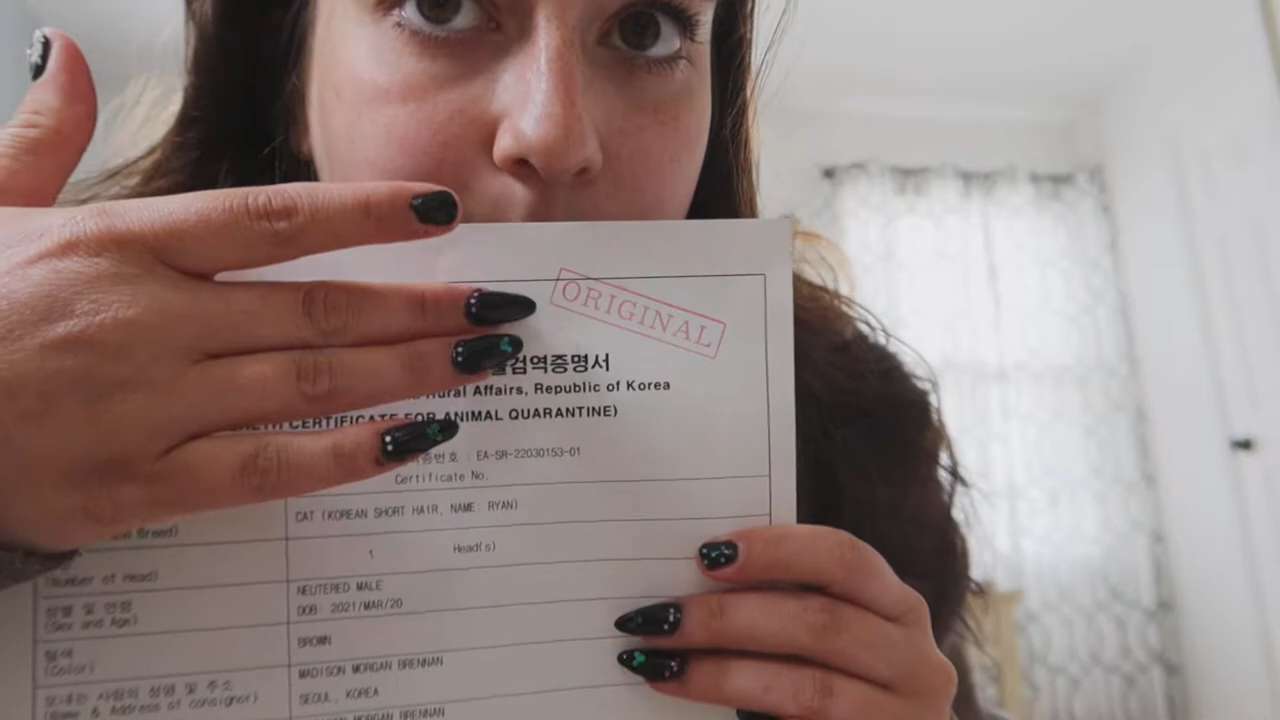 ORIGINAL
검역증명서
Rural Affairs, Republic of Korea
CERTIFICATE FOR ANIMAL QUARANTINE)
증번호 : EA-SR-22030153-01
Certificate No.
CAT (KOREAN SHORT HAIR, NAME: RYAN)
Breed)
1 Head(s)
(Number of Head)
성별 및 연령
NEUTERED MALE
(Sex and Age)
DOB: 2021/MAR/20
털색
BROWN
(Color)
MADISON MORGAN BRENNAN
보내는 사람의 성명 및 주소
SEOUL, KOREA
(Name & Address of consignor)
MORGAN BRENNAN